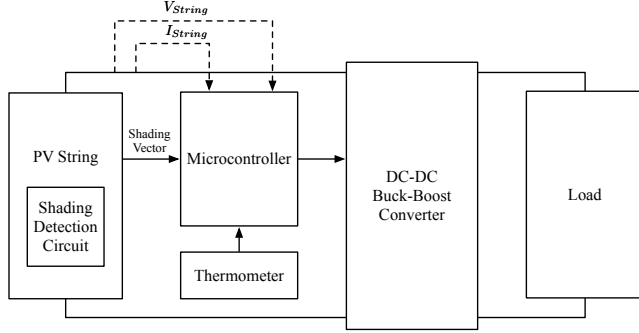 V_String
I_String
Shading
Vector
PV String
Microcontroller
DC-DC
Buck-Boost
Converter
Load
Shading
Detection
Circuit
Thermometer